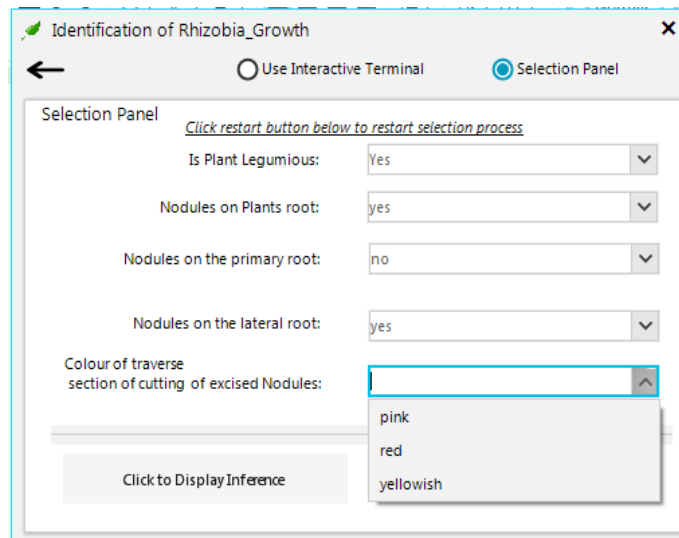 Identification of Rhizobia_Growth
Use Interactive Terminal
Selection Panel
Selection Panel
Click restart button below to restart selection process
Is Plant Legumious:
Yes
Nodules on Plants root:
yes
Nodules on the primary root:
no
Nodules on the lateral root:
yes
Colour of traverse
section of cutting of excised Nodules:
pink
red
yellowish
Click to Display Inference